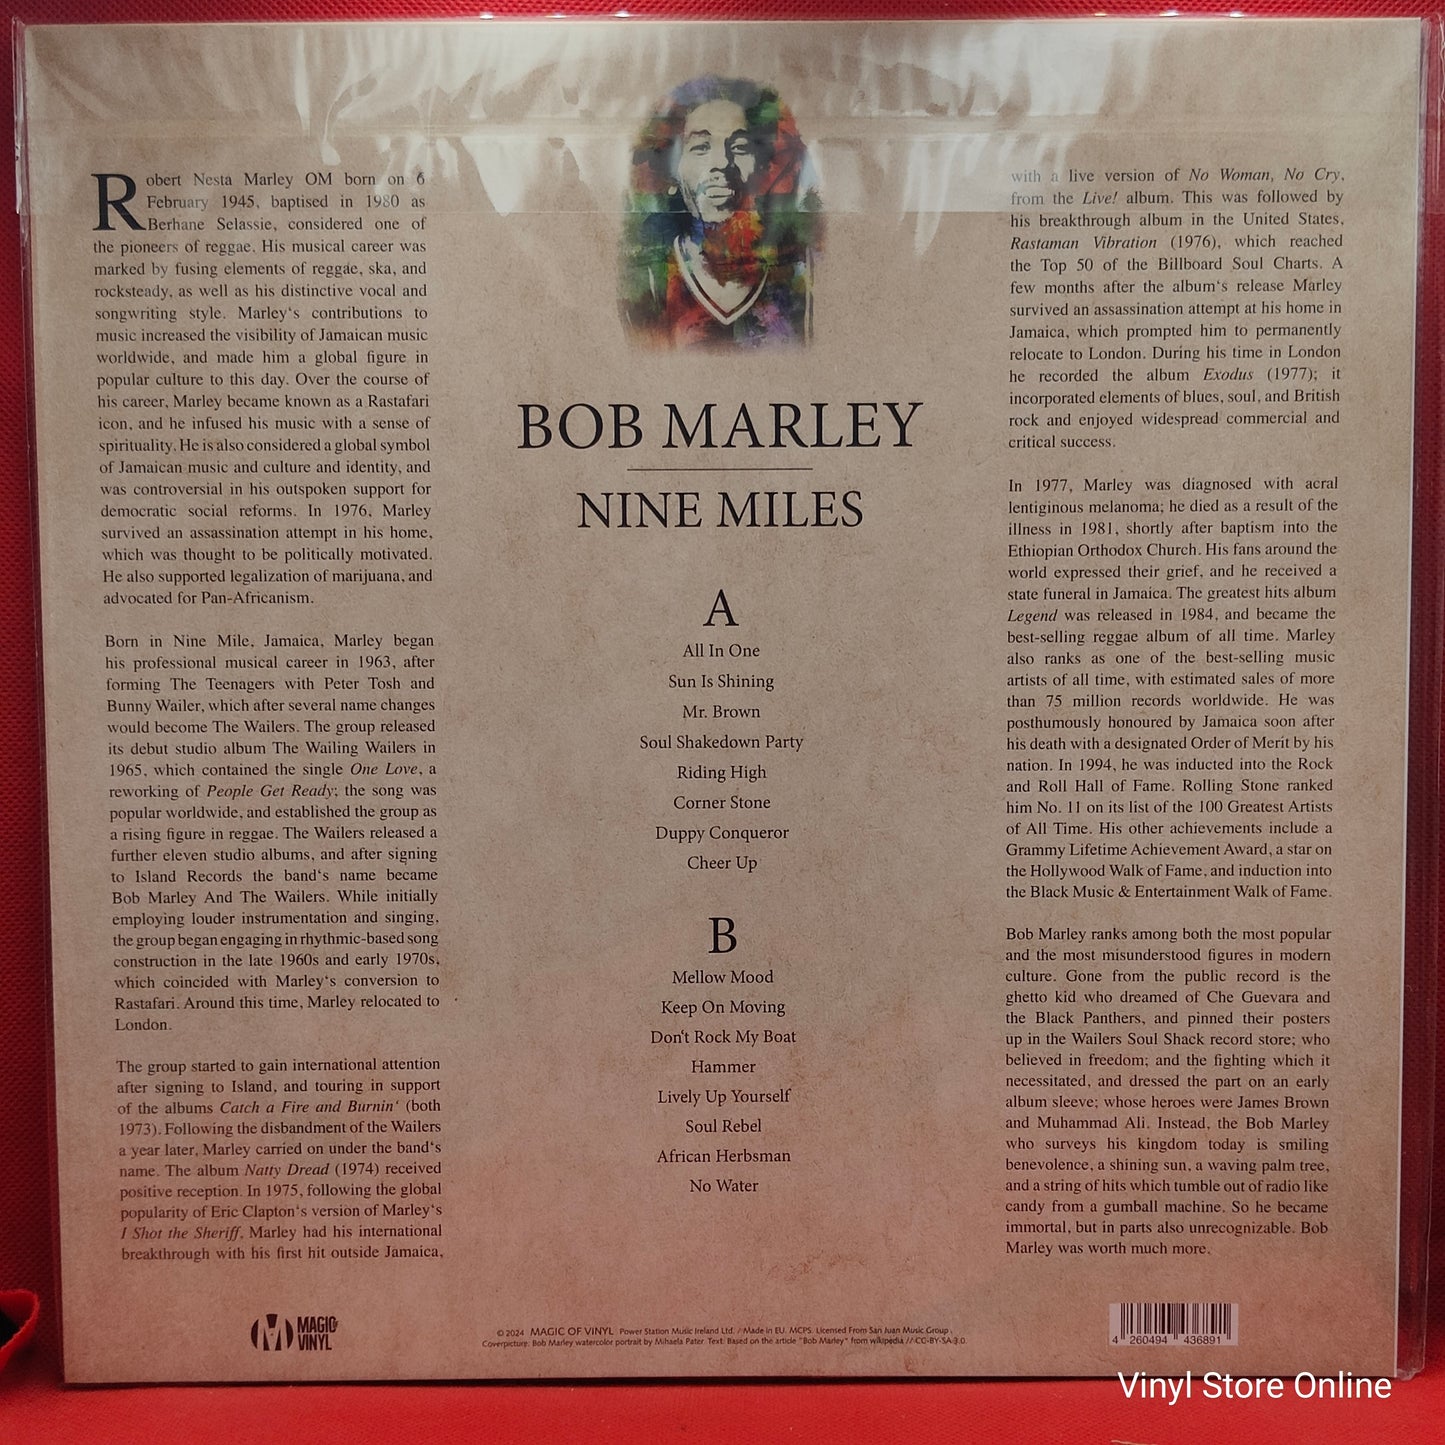 Robert Nesta Marley OM born on 6
February 1945, baptised in 1980 as
Berhane Selassie, considered one of
the pioneers of reggae. His musical career was
marked by fusing elements of reggae, ska, and
rocksteady, as well as his distinctive vocal and
songwriting style. Marley‘s contributions to
music increased the visibility of Jamaican music
worldwide, and made him a global figure in
popular culture to this day. Over the course of
his career, Marley became known as a Rastafari
icon, and he infused his music with a sense of
spirituality. He is also considered a global symbol
of Jamaican music and culture and identity, and
was controversial in his outspoken support for
democratic social reforms. In 1976, Marley
survived an assassination attempt in his home,
which was thought to be politically motivated.
He also supported legalization of marijuana, and
advocated for Pan-Africanism.
Born in Nine Mile, Jamaica, Marley began
his professional musical career in 1963, after
forming The Teenagers with Peter Tosh and
Bunny Wailer, which after several name changes
would become The Wailers. The group released
its debut studio album The Wailing Wailers in
1965, which contained the single One Love, a
reworking of People Get Ready; the song was
popular worldwide, and established the group as
a rising figure in reggae. The Wailers released a
further eleven studio albums, and after signing
to Island Records the band‘s name became
Bob Marley And The Wailers. While initially
employing louder instrumentation and singing,
the group began engaging in rhythmic-based song
construction in the late 1960s and early 1970s,
which coincided with Marley‘s conversion to
Rastafari. Around this time, Marley relocated to
London.
The group started to gain international attention
after signing to Island, and touring in support
of the albums Catch a Fire and Burnin‘ (both
1973). Following the disbandment of the Wailers
a year later, Marley carried on under the band‘s
name. The album Natty Dread (1974) received
positive reception. In 1975, following the global
popularity of Eric Clapton‘s version of Marley‘s
I Shot the Sheriff, Marley had his international
breakthrough with his first hit outside Jamaica,
BOB MARLEY
NINE MILES
A
All In One
Sun Is Shining
Mr. Brown
Soul Shakedown Party
Riding High
Corner Stone
Duppy Conqueror
Cheer Up
B
Mellow Mood
Keep On Moving
Don‘t Rock My Boat
Hammer
Lively Up Yourself
Soul Rebel
African Herbsman
No Water
with a live version of No Woman, No Cry,
from the Live! album. This was followed by
his breakthrough album in the United States,
Rastaman Vibration (1976), which reached
the Top 50 of the Billboard Soul Charts. A
few months after the album‘s release Marley
survived an assassination attempt at his home in
Jamaica, which prompted him to permanently
relocate to London. During his time in London
he recorded the album Exodus (1977); it
incorporated elements of blues, soul, and British
rock and enjoyed widespread commercial and
critical success.
In 1977, Marley was diagnosed with acral
lentiginous melanoma; he died as a result of the
illness in 1981, shortly after baptism into the
Ethiopian Orthodox Church. His fans around the
world expressed their grief, and he received a
state funeral in Jamaica. The greatest hits album
Legend was released in 1984, and became the
best-selling reggae album of all time. Marley
also ranks as one of the best-selling music
artists of all time, with estimated sales of more
than 75 million records worldwide. He was
posthumously honoured by Jamaica soon after
his death with a designated Order of Merit by his
nation. In 1994, he was inducted into the Rock
and Roll Hall of Fame. Rolling Stone ranked
him No. 11 on its list of the 100 Greatest Artists
of All Time. His other achievements include a
Grammy Lifetime Achievement Award, a star on
the Hollywood Walk of Fame, and induction into
the Black Music & Entertainment Walk of Fame.
Bob Marley ranks among both the most popular
and the most misunderstood figures in modern
culture. Gone from the public record is the
ghetto kid who dreamed of Che Guevara and
the Black Panthers, and pinned their posters
up in the Wailers Soul Shack record store; who
believed in freedom; and the fighting which it
necessitated, and dressed the part on an early
album sleeve; whose heroes were James Brown
and Muhammad Ali. Instead, the Bob Marley
who surveys his kingdom today is smiling
benevolence, a shining sun, a waving palm tree,
and a string of hits which tumble out of radio like
candy from a gumball machine. So he became
immortal, but in parts also unrecognizable. Bob
Marley was worth much more.
MAGIC OF VINYL
© 2024 MAGIC OF VINYL Power Station Music Ireland Ltd. / Made in EU. MCPS. Licensed From San Juan Music Group \
Coverpicture. Bob Marley watercolor portrait by Mihaela Pater. Text: Based on the article "Bob Marley" from wikipedia // CC-BY-SA 3.0
4 260494 436891
Vinyl Store Online